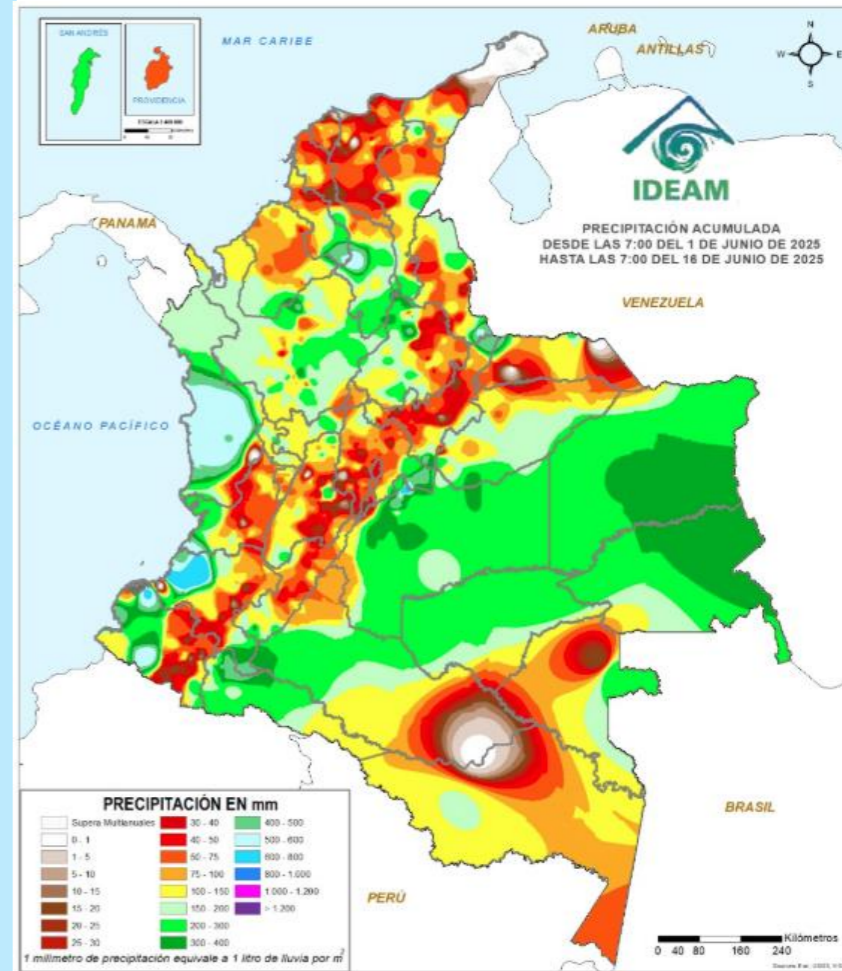 SAN ANDRÉS
PROVIDENCIA
MAR CARIBE
ARUBA
ANTILLAS
N
W
E
S
IDEAM
PRECIPITACIÓN ACUMULADA
DESDE LAS 7:00 DEL 1 DE JUNIO DE 2025
HASTA LAS 7:00 DEL 16 DE JUNIO DE 2025
PANAMÁ
VENEZUELA
OCÉANO PACÍFICO
BRASIL
PERÚ
PRECIPITACIÓN EN mm
Supera Multianuales
0 - 1
1 - 5
5 - 10
10 - 15
15 - 20
20 - 25
25 - 30
30 - 40
40 - 50
50 - 75
75 - 100
100 - 150
150 - 200
200 - 300
300 - 400
400 - 500
500 - 600
600 - 800
800 - 1.000
1.000 - 1.200
> 1.200
1 milímetro de precipitación equivale a 1 litro de lluvia por m²
Kilómetros
0 40 80 160 240